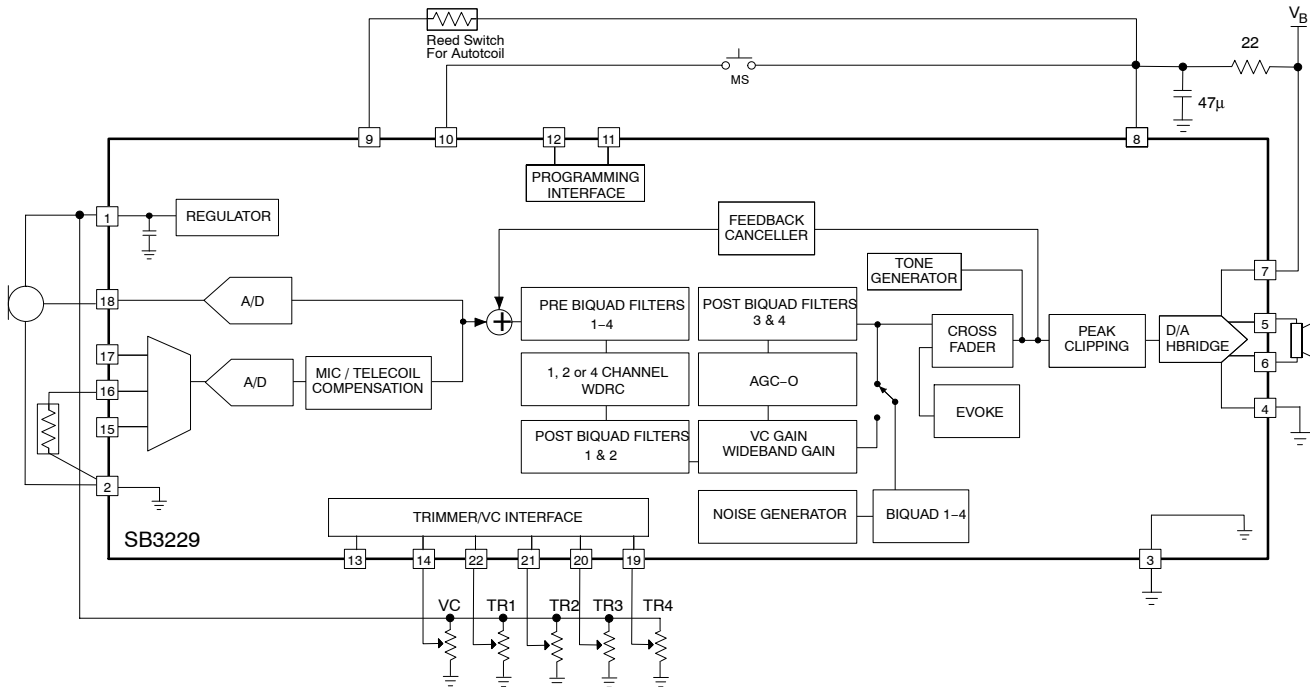 VB
22
Reed Switch
For Autotcoil
MS
47µ
9
10
12
11
8
PROGRAMMING
INTERFACE
1
REGULATOR
FEEDBACK
CANCELLER
TONE
GENERATOR
7
18
A/D
+
PRE BIQUAD FILTERS
1–4
POST BIQUAD FILTERS
3 & 4
CROSS
FADER
PEAK
CLIPPING
D/A
HBRIDGE
5
6
17
16
15
A/D
MIC / TELECOIL
COMPENSATION
1, 2 or 4 CHANNEL
WDRC
AGC–O
EVOKE
4
POST BIQUAD FILTERS
1 & 2
VC GAIN
WIDEBAND GAIN
2
TRIMMER/VC INTERFACE
NOISE GENERATOR
BIQUAD 1–4
SB3229
13
14
22
21
20
19
3
VC
TR1
TR2
TR3
TR4